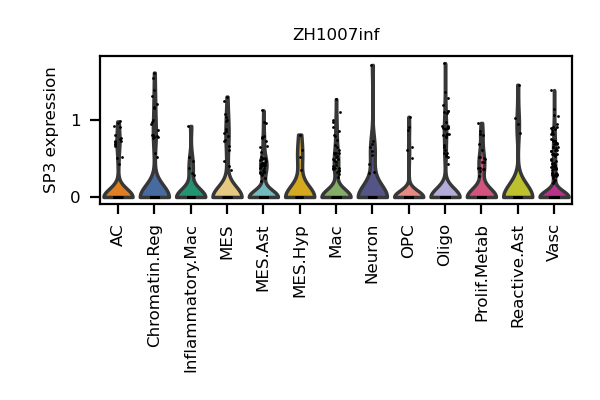 ZH1007inf
SP3 expression
1
0
AC
Chromatin.Reg
Inflammatory.Mac
MES
MES.Ast
MES.Hyp
Mac
Neuron
OPC
Oligo
Prolif.Metab
Reactive.Ast
Vasc